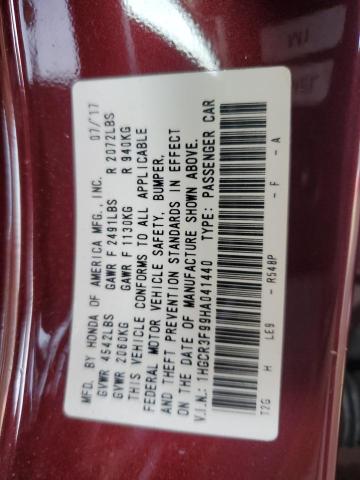 MFD. BY HONDA OF AMERICA MFG., INC. 07/17
GVWR 4542LBS GAWR F 2491LBS R 2072LBS
GVWR 2060KG GAWR F 1130KG R 940KG
THIS VEHICLE CONFORMS TO ALL APPLICABLE
FEDERAL MOTOR VEHICLE SAFETY, BUMPER,
AND THEFT PREVENTION STANDARDS IN EFFECT
ON THE DATE OF MANUFACTURE SHOWN ABOVE.
V.I.N.: 1HGCR3F99HA041440 TYPE: PASSENGER CAR
T2G H LE9 - R548P - F - A